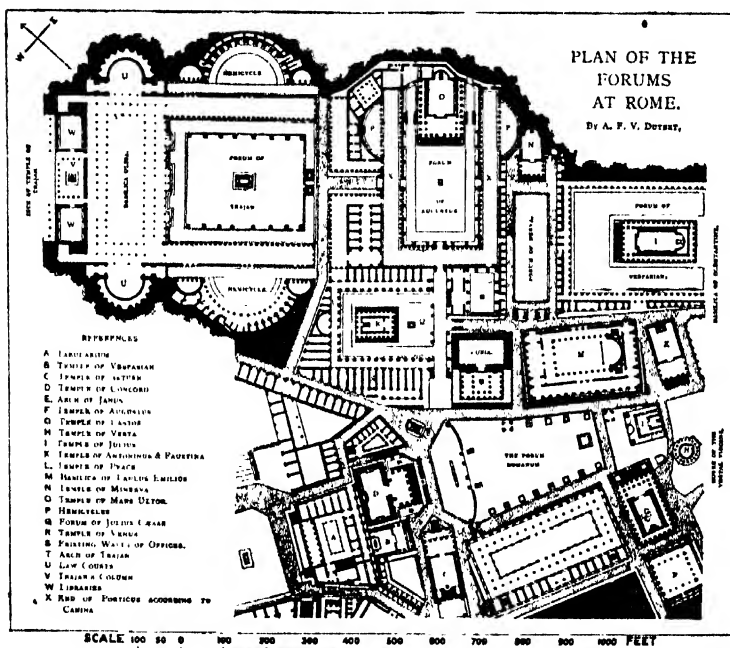 PLAN OF THE
FORUMS
AT ROME.
HEMICYCLE
U
O
P
P
N
W
V
W
BASILICA ULPIA.
FORUM OF
TRAJAN
FORUM
OF AUGUSTUS
X
X
FORUM OF
I
VESPASIAN.
BASILICA OF CONSTANTINE.
U
HEMICYCLE
CURIA.
M
K
THE FORUM
ROMANUM
HOUSE OF THE
VESTAL VIRGINS.
D
REFERENCES
A TABULARIUM
B TEMPLE OF VESPASIAN
C TEMPLE OF SATURN
D TEMPLE OF CONCORD
E. ARCH OF JANUS
F TEMPLE OF AUGUSTUS
G TEMPLE OF CASTOR
H TEMPLE OF VESTA
I TEMPLE OF JULIUS
K TEMPLE OF ANTONINUS & FAUSTINA
L. TEMPLE OF PEACE
M BASILICA OF PAULUS EMILIUS
N TEMPLE OF MINERVA
O TEMPLE OF MARS ULTOR.
P HEMICYCLES
Q FORUM OF JULIUS CÆSAR
R TEMPLE OF VENUS
S EXISTING WALLS OF OFFICES.
T ARCH OF TRAJAN
U LAW COURTS
V TRAJAN'S COLUMN
W LIBRARIES
X END OF PORTICUS ACCORDING TO
CANINA
SCALE 100 50 0 100 200 300 400 500 600 700 800 900 1000 FEET